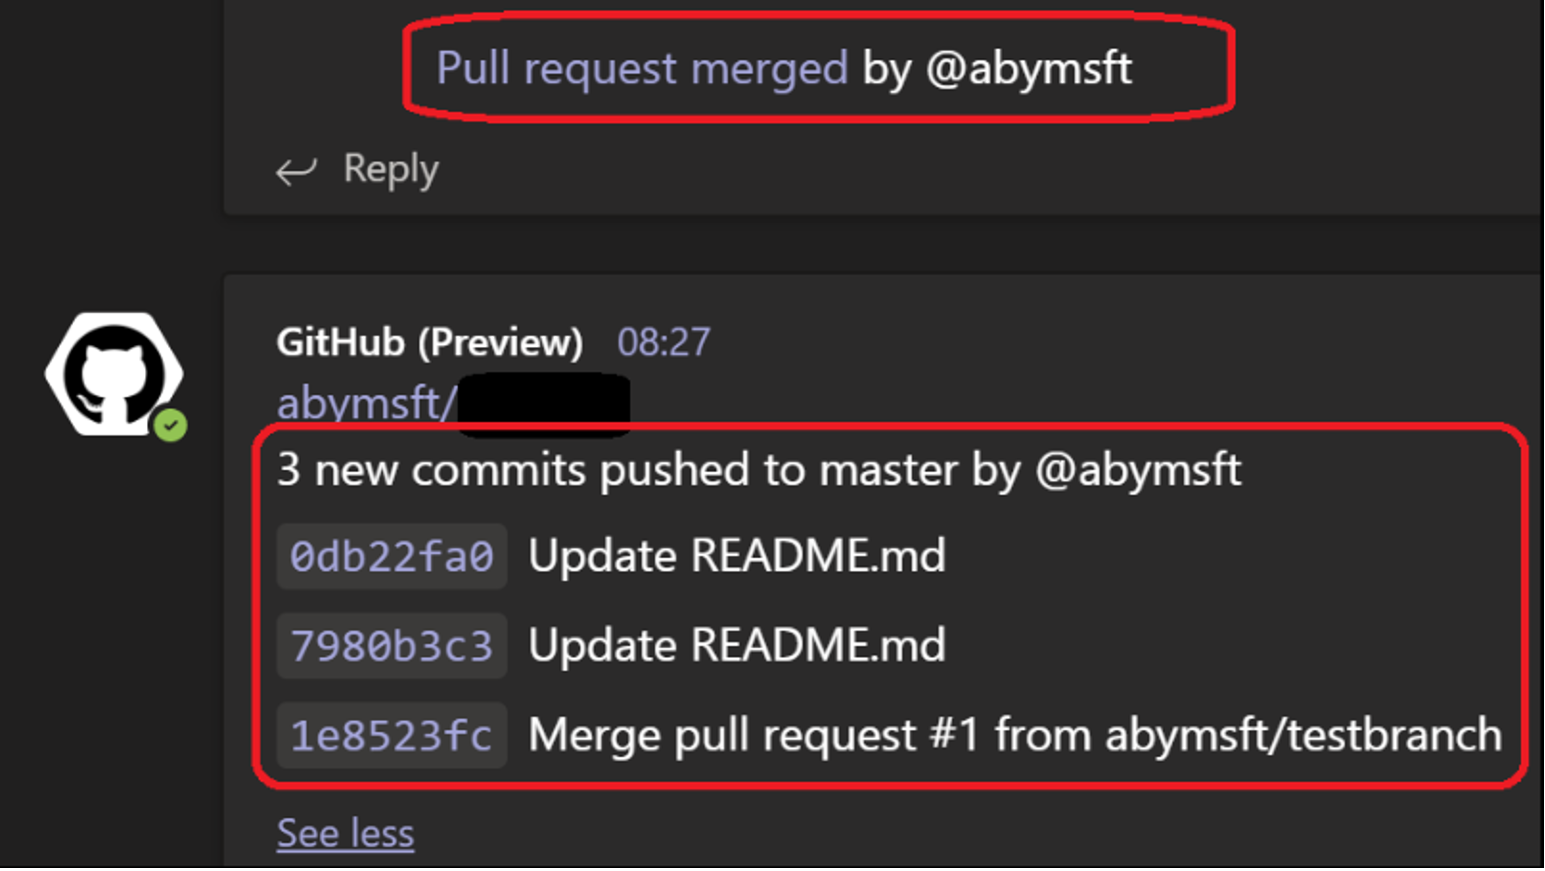 Pull request merged by @abymsft
Reply
GitHub (Preview) 08:27
abymsft/
3 new commits pushed to master by @abymsft
0db22fa0 Update README.md
7980b3c3 Update README.md
1e8523fc Merge pull request #1 from abymsft/testbranch
See less